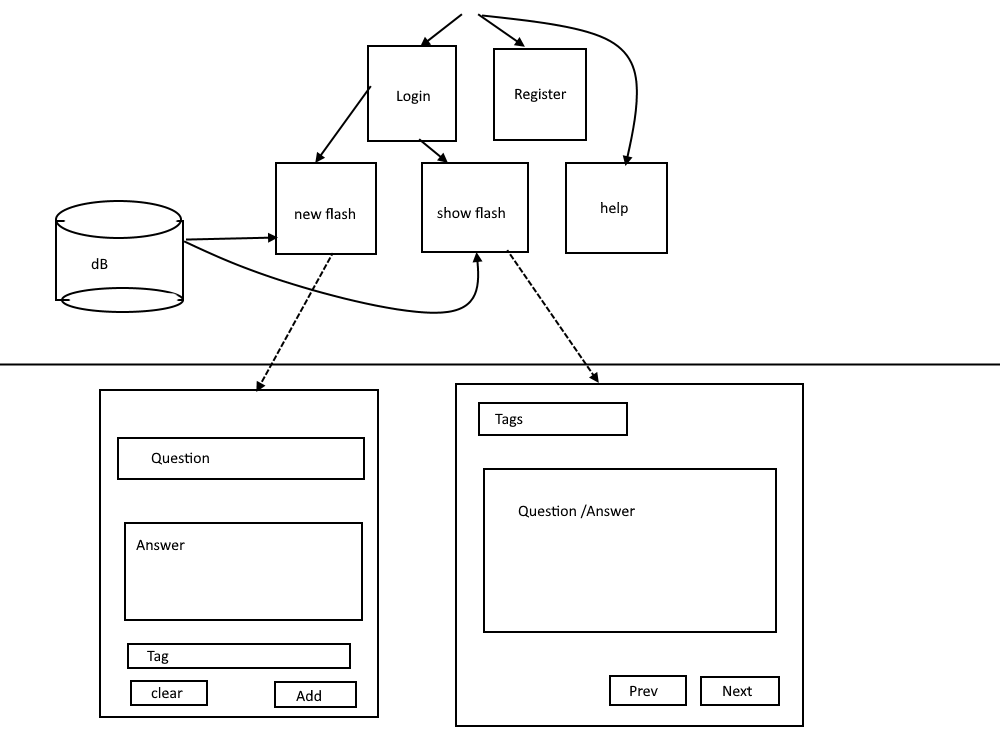 Login
Register
new flash
show flash
help
dB
Question
Answer
Tag
clear
Add
Tags
Question /Answer
Prev
Next